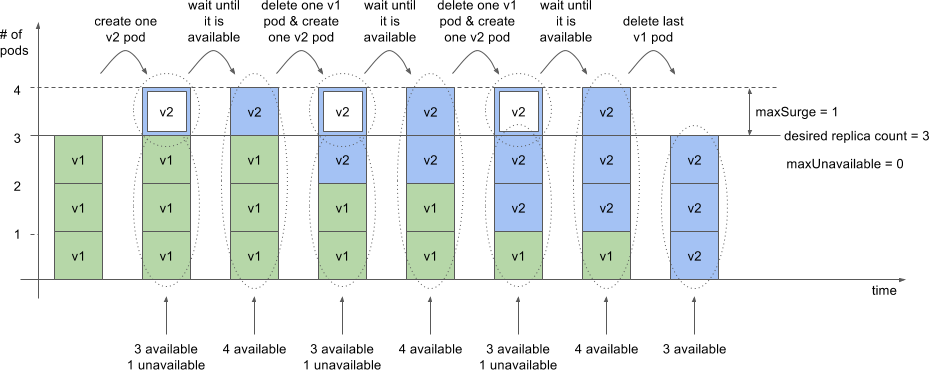 create one
v2 pod
wait until
it is
available
delete one v1
pod & create
one v2 pod
wait until
it is
available
delete one v1
pod & create
one v2 pod
wait until
it is
available
delete last
v1 pod
# of
pods
4
3
2
1
v1
v1
v1
v2
v1
v1
v1
v2
v1
v1
v1
v2
v2
v1
v1
v2
v2
v1
v1
v2
v2
v2
v1
v2
v2
v2
v1
v2
v2
v2
maxSurge = 1
desired replica count = 3
maxUnavailable = 0
time
3 available
1 unavailable
4 available
3 available
1 unavailable
4 available
3 available
1 unavailable
4 available
3 available